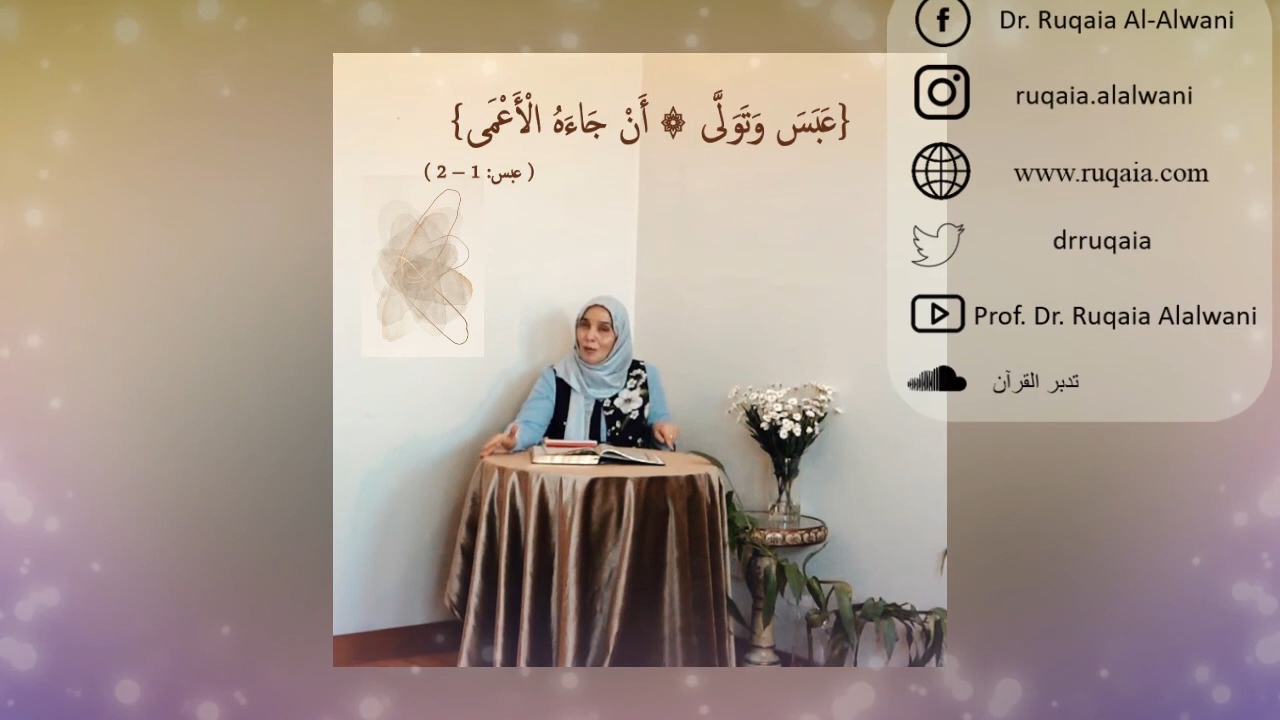 {عَبَسَ وَتَوَلَّى ۞ أَنْ جَاءَهُ الْأَعْمَى}
( عبس: 1 – 2 )
Dr. Ruqaia Al-Alwani
ruqaia.alalwani
www.ruqaia.com
drruqaia
Prof. Dr. Ruqaia Alalwani
تدبر القرآن